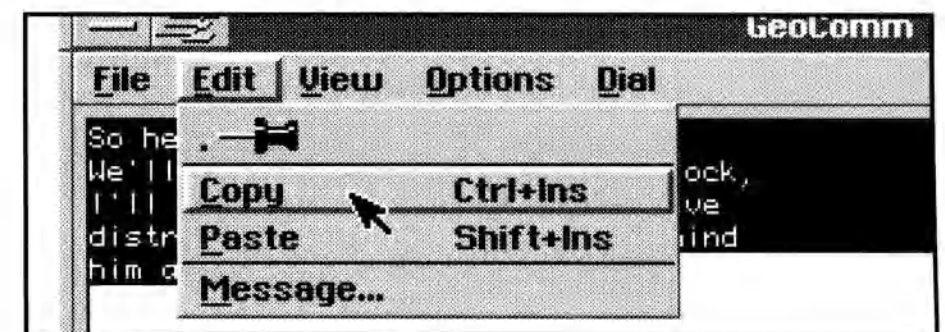 GeoComm
File Edit View Options Dial
So he
We'll ock,
I'll ve
distr ind
him a
Copy Ctrl+Ins
Paste Shift+Ins
Message...